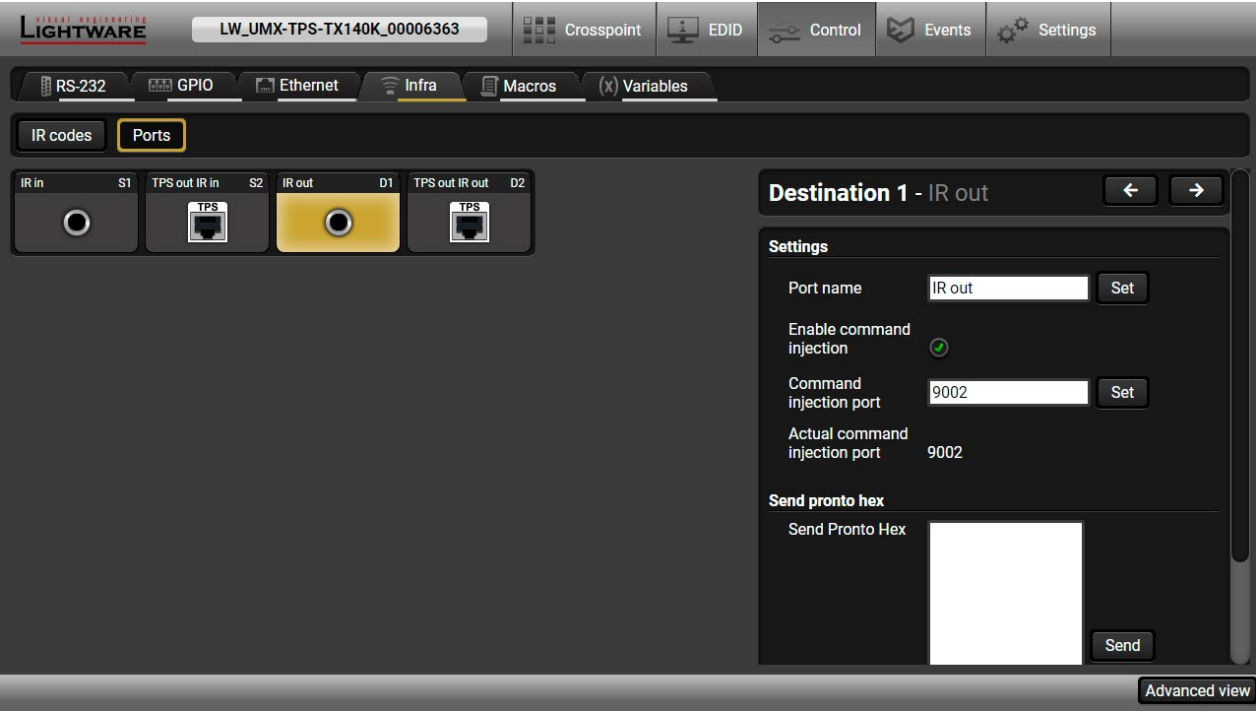 visual engineering
LIGHTWARE
LW_UMX-TPS-TX140K_00006363
Crosspoint
EDID
Control
Events
Settings
RS-232
GPIO
Ethernet
Infra
Macros
(x) Variables
IR codes
Ports
IR in S1
TPS out IR in S2
TPS
IR out D1
TPS out IR out D2
TPS
Destination 1 - IR out
Settings
Port name
IR out
Set
Enable command
injection
Command
injection port
9002
Set
Actual command
injection port
9002
Send pronto hex
Send Pronto Hex
Send
Advanced view